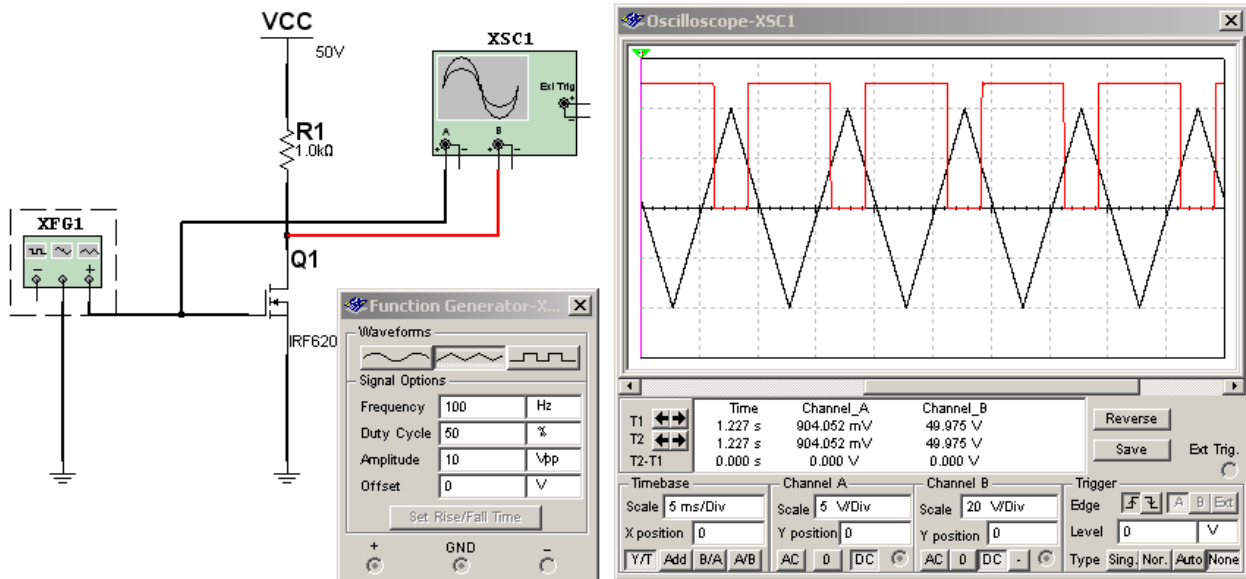 VCC
50V
R1
1.0kΩ
XSC1
Ext Trig
+
-
A
B
+ - + -
XFG1
- +
Q1
IRF620
Function Generator-X...
Waveforms
Signal Options
Frequency 100 Hz
Duty Cycle 50 %
Amplitude 10 Vpp
Offset 0 V
Set Rise/Fall Time
+ GND -
Oscilloscope-XSC1
Time Channel_A Channel_B
T1 1.227 s 904.052 mV 49.975 V
T2 1.227 s 904.052 mV 49.975 V
T2-T1 0.000 s 0.000 V 0.000 V
Reverse
Save
Ext Trig.
Timebase
Scale 5 ms/Div
X position 0
Y/T Add B/A A/B
Channel A
Scale 5 V/Div
Y position 0
AC 0 DC
Channel B
Scale 20 V/Div
Y position 0
AC 0 DC -
Trigger
Edge A B Ext
Level 0 V
Type Sing. Nor. Auto None